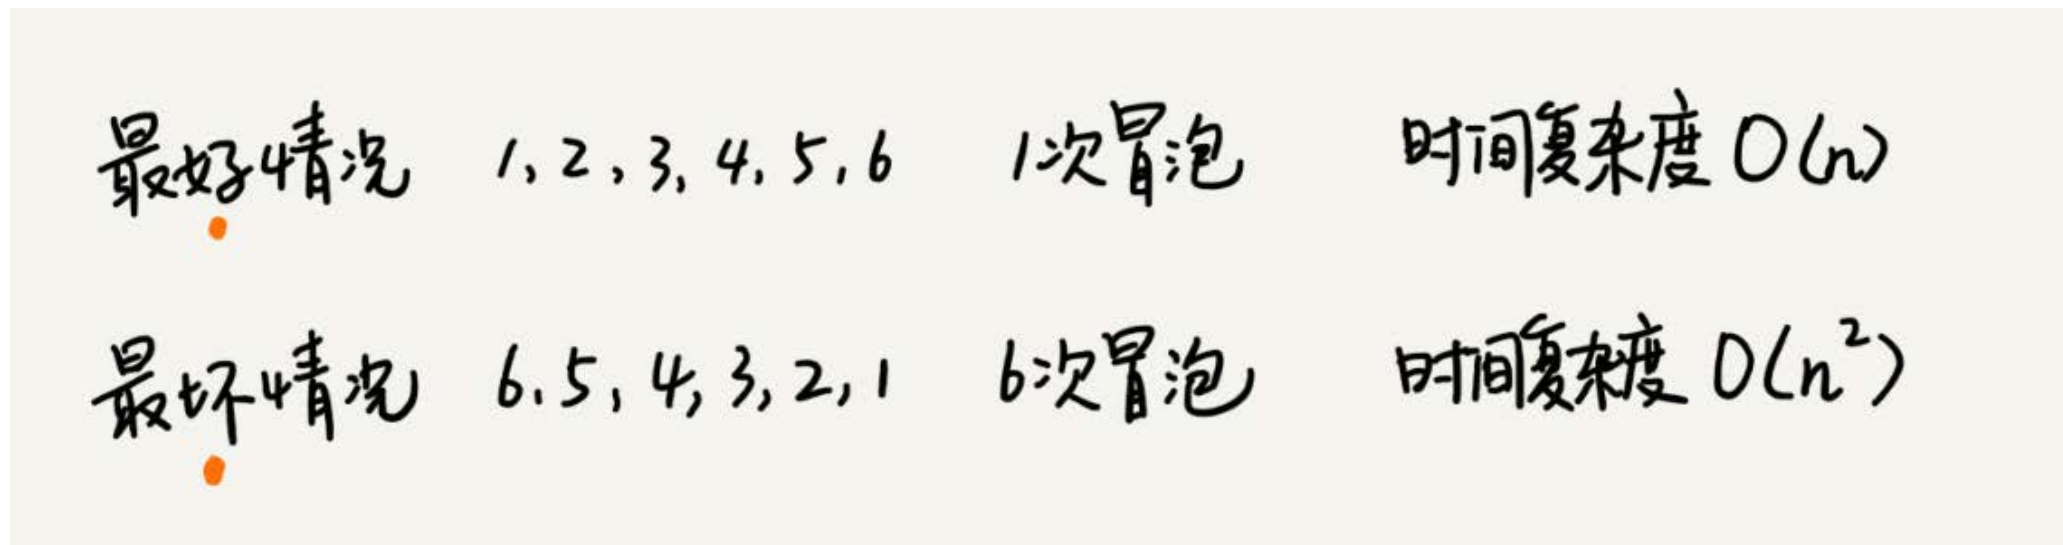 最好情况 1, 2, 3, 4, 5, 6 1次冒泡 时间复杂度 O(n)
最坏情况 6, 5, 4, 3, 2, 1 6次冒泡 时间复杂度 O(n²)